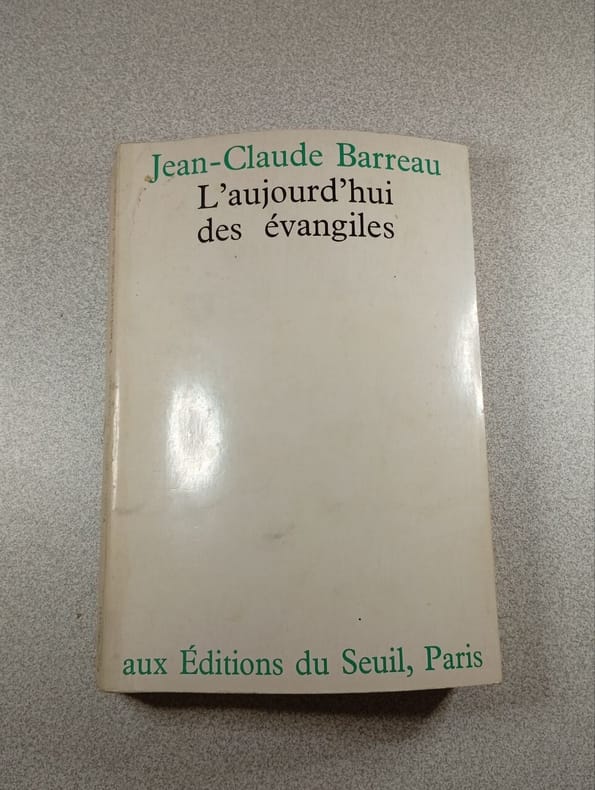 Jean-Claude Barreau
L'aujourd'hui
des évangiles
aux Éditions du Seuil, Paris